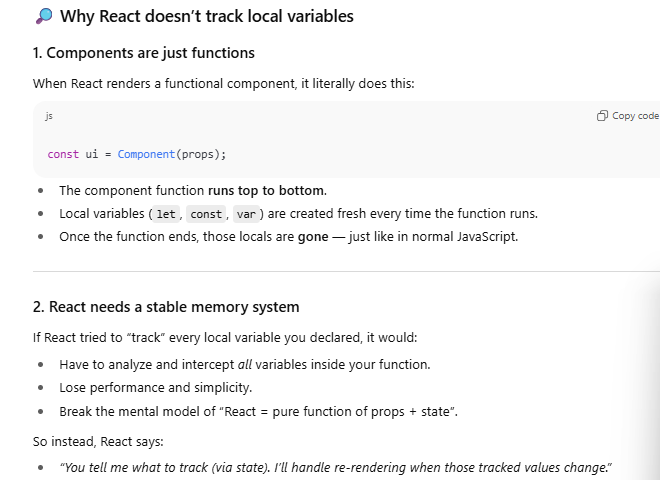 🔎 Why React doesn’t track local variables
1. Components are just functions
When React renders a functional component, it literally does this:
js
Copy code
const ui = Component(props);
• The component function runs top to bottom.
• Local variables (let, const, var) are created fresh every time the function runs.
• Once the function ends, those locals are gone — just like in normal JavaScript.
2. React needs a stable memory system
If React tried to “track” every local variable you declared, it would:
• Have to analyze and intercept all variables inside your function.
• Lose performance and simplicity.
• Break the mental model of “React = pure function of props + state”.
So instead, React says:
• “You tell me what to track (via state). I’ll handle re-rendering when those tracked values change.”